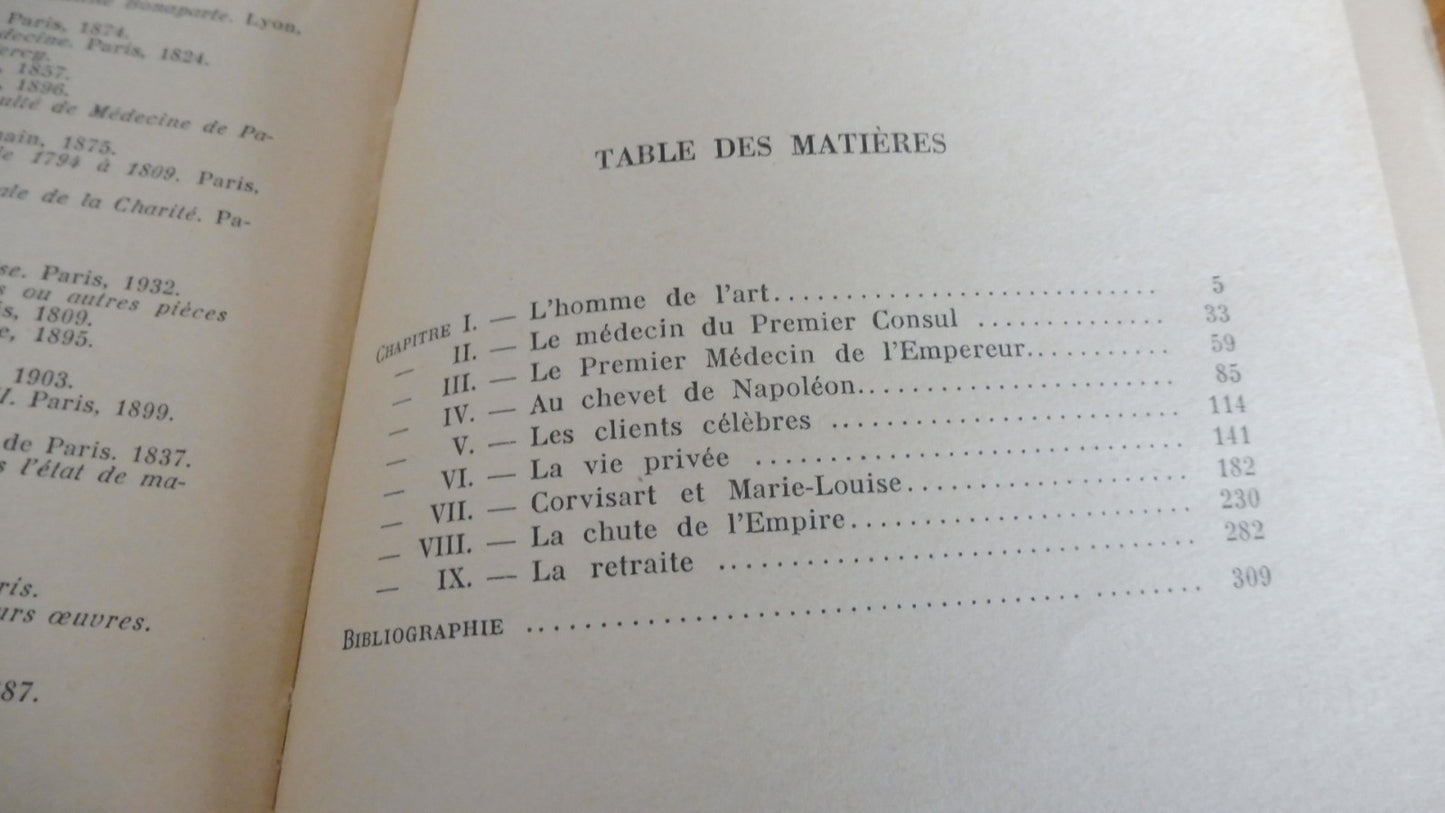 Bonaparte. Lyon,
Paris, 1874.
Paris, 1824.
1857.
1896.
de Médecine de Pa-
1875.
1794 à 1809. Paris,
de la Charité. Pa-
Paris, 1932.
ou autres pièces
1809.
1895.
1903.
Paris, 1899.
de Paris. 1837.
l'état de ma-
œuvres.
87.
TABLE DES MATIÈRES
CHAPITRE I. — L'homme de l'art.......................... 5
— II. — Le médecin du Premier Consul ............. 33
— III. — Le Premier Médecin de l'Empereur.......... 59
— IV. — Au chevet de Napoléon...................... 85
— V. — Les clients célèbres ........................ 114
— VI. — La vie privée .............................. 141
— VII. — Corvisart et Marie-Louise.................... 182
— VIII. — La chute de l'Empire........................ 230
— IX. — La retraite ................................. 282
BIBLIOGRAPHIE ............................................... 309